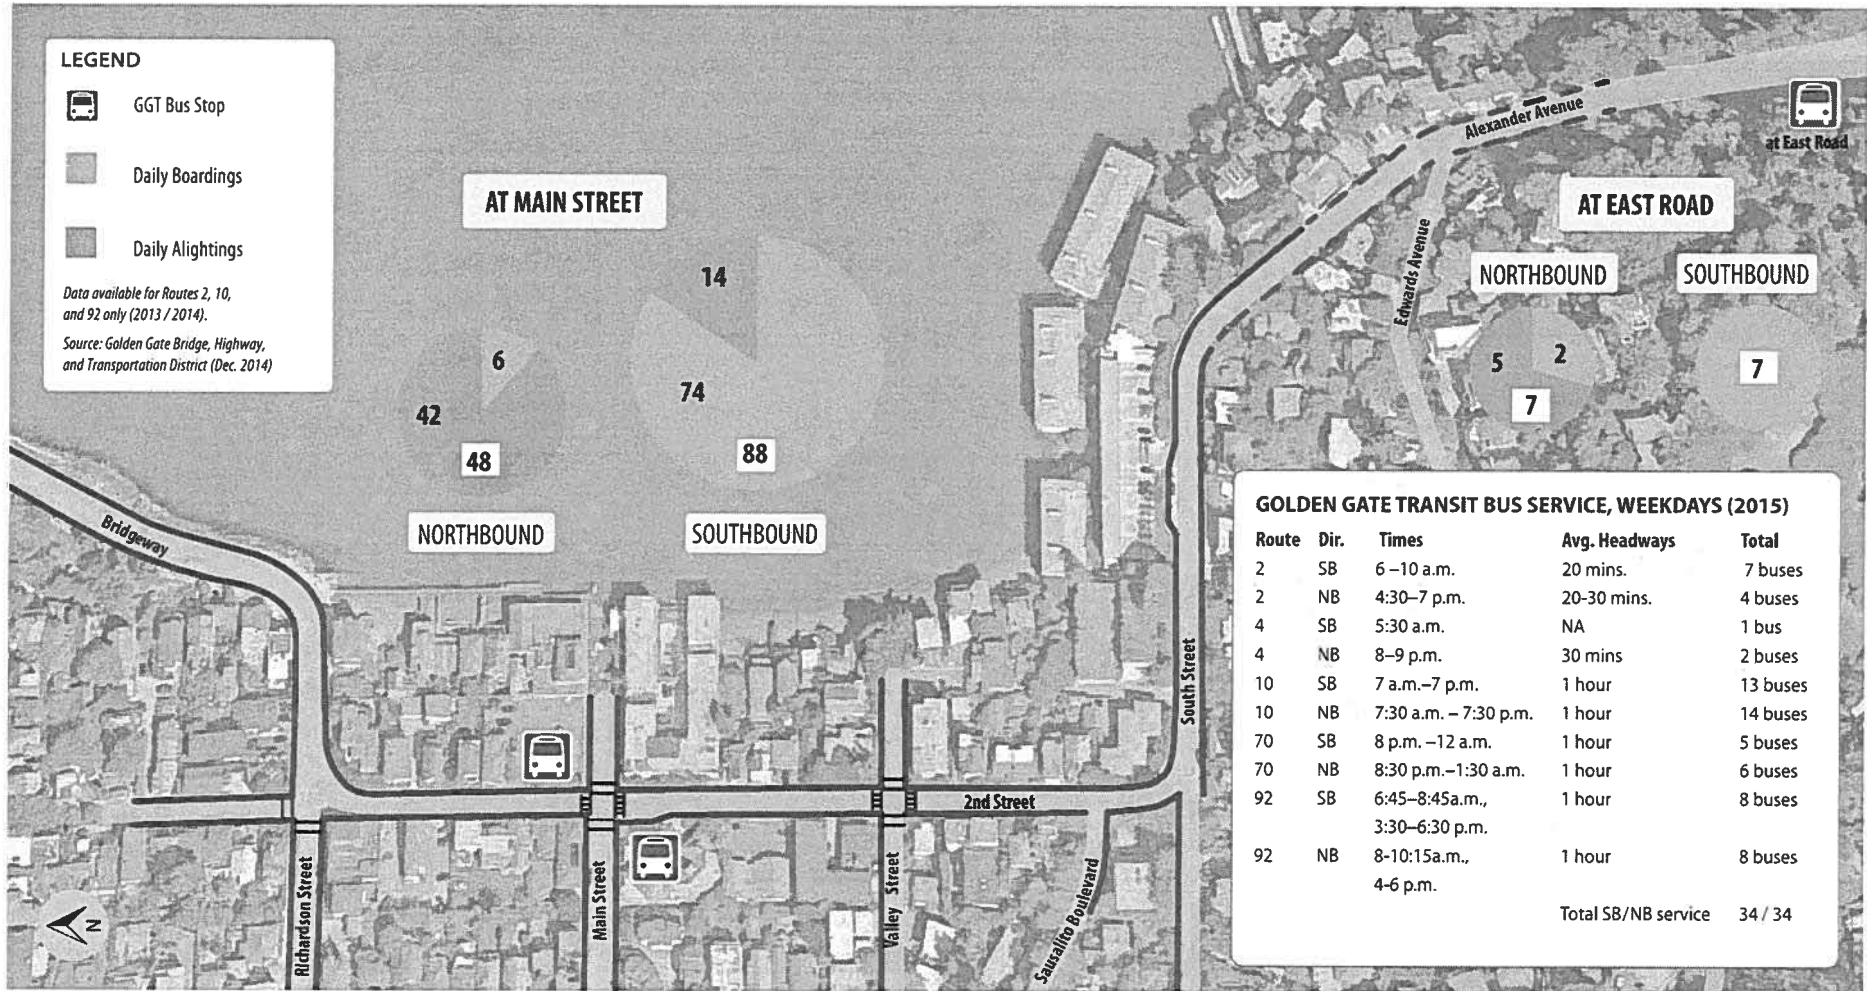 LEGEND
GGT Bus Stop
Daily Boardings
Daily Alightings
Data available for Routes 2, 10,
and 92 only (2013 / 2014).
Source: Golden Gate Bridge, Highway,
and Transportation District (Dec. 2014)
AT MAIN STREET
6
42
48
NORTHBOUND
14
74
88
SOUTHBOUND
Alexander Avenue
at East Road
AT EAST ROAD
NORTHBOUND
5
2
7
SOUTHBOUND
7
Edwards Avenue
Bridgeway
South Street
2nd Street
Richardson Street
Main Street
Valley Street
Sausalito Boulevard
N
GOLDEN GATE TRANSIT BUS SERVICE, WEEKDAYS (2015)
Route Dir. Times Avg. Headways Total
2 SB 6 –10 a.m. 20 mins. 7 buses
2 NB 4:30–7 p.m. 20-30 mins. 4 buses
4 SB 5:30 a.m. NA 1 bus
4 NB 8–9 p.m. 30 mins 2 buses
10 SB 7 a.m.–7 p.m. 1 hour 13 buses
10 NB 7:30 a.m. – 7:30 p.m. 1 hour 14 buses
70 SB 8 p.m. –12 a.m. 1 hour 5 buses
70 NB 8:30 p.m.–1:30 a.m. 1 hour 6 buses
92 SB 6:45–8:45a.m., 1 hour 8 buses
3:30–6:30 p.m.
92 NB 8-10:15a.m., 1 hour 8 buses
4-6 p.m.
Total SB/NB service 34 / 34